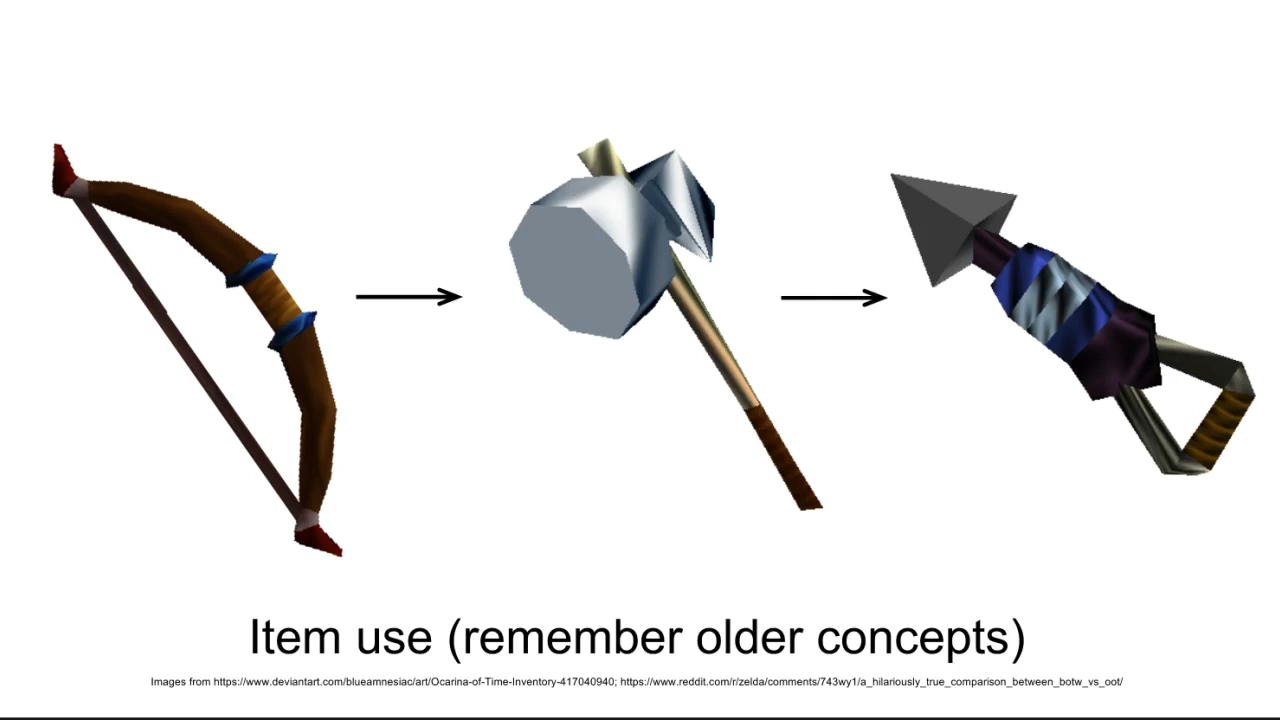 Item use (remember older concepts)
Images from https://www.deviantart.com/blueamnesiac/art/Ocarina-of-Time-Inventory-417040940; https://www.reddit.com/r/zelda/comments/743wy1/a_hilariously_true_comparison_between_botw_vs_oot/